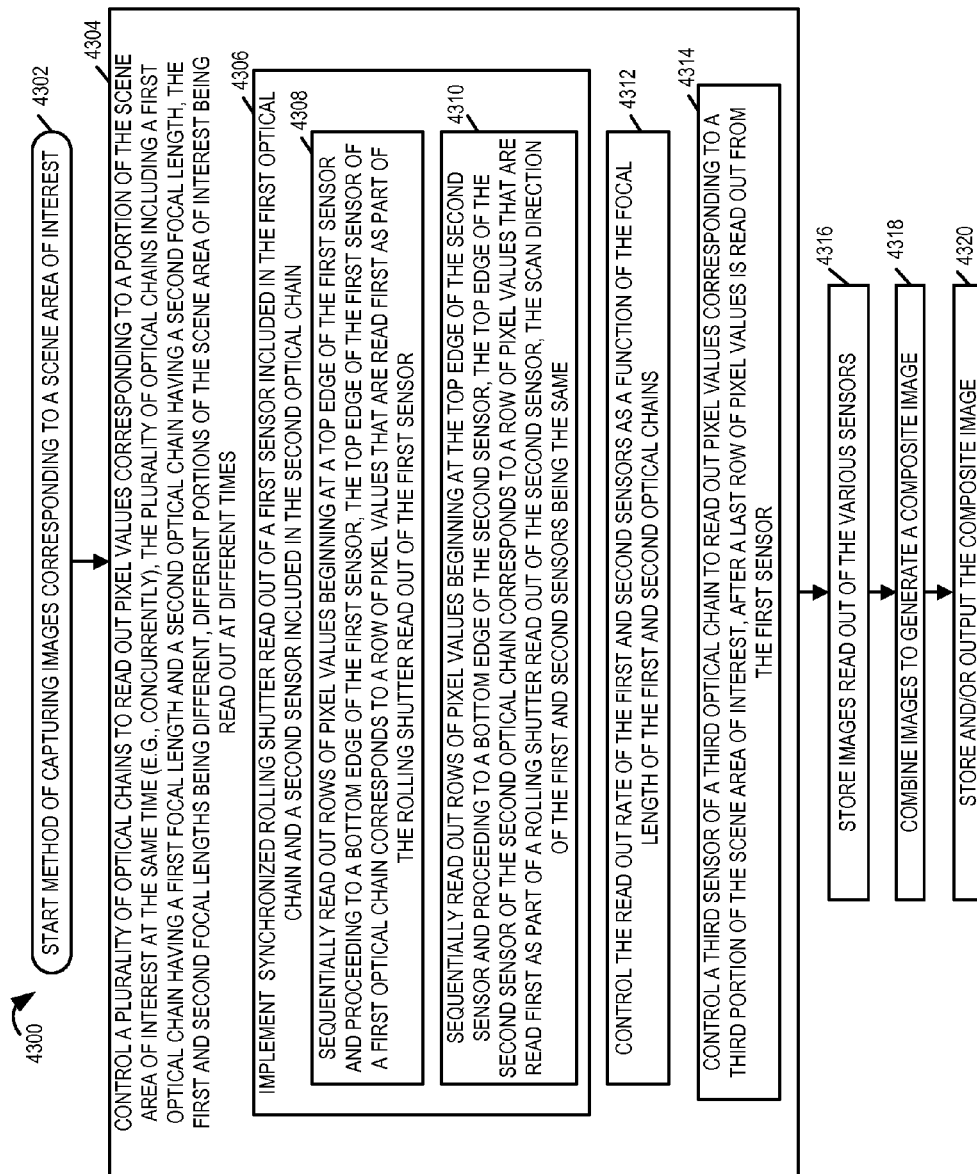 4300
START METHOD OF CAPTURING IMAGES CORRESPONDING TO A SCENE AREA OF INTEREST
4302
4304
CONTROL A PLURALITY OF OPTICAL CHAINS TO READ OUT PIXEL VALUES CORRESPONDING TO A PORTION OF THE SCENE
AREA OF INTEREST AT THE SAME TIME (E.G., CONCURRENTLY), THE PLURALITY OF OPTICAL CHAINS INCLUDING A FIRST
OPTICAL CHAIN HAVING A FIRST FOCAL LENGTH AND A SECOND OPTICAL CHAIN HAVING A SECOND FOCAL LENGTH, THE
FIRST AND SECOND FOCAL LENGTHS BEING DIFFERENT, DIFFERENT PORTIONS OF THE SCENE AREA OF INTEREST BEING
READ OUT AT DIFFERENT TIMES
4306
IMPLEMENT SYNCHRONIZED ROLLING SHUTTER READ OUT OF A FIRST SENSOR INCLUDED IN THE FIRST OPTICAL
CHAIN AND A SECOND SENSOR INCLUDED IN THE SECOND OPTICAL CHAIN
4308
SEQUENTIALLY READ OUT ROWS OF PIXEL VALUES BEGINNING AT A TOP EDGE OF THE FIRST SENSOR
AND PROCEEDING TO A BOTTOM EDGE OF THE FIRST SENSOR, THE TOP EDGE OF THE FIRST SENSOR OF
A FIRST OPTICAL CHAIN CORRESPONDS TO A ROW OF PIXEL VALUES THAT ARE READ FIRST AS PART OF
THE ROLLING SHUTTER READ OUT OF THE FIRST SENSOR
4310
SEQUENTIALLY READ OUT ROWS OF PIXEL VALUES BEGINNING AT THE TOP EDGE OF THE SECOND
SENSOR AND PROCEEDING TO A BOTTOM EDGE OF THE SECOND SENSOR, THE TOP EDGE OF THE
SECOND SENSOR OF THE SECOND OPTICAL CHAIN CORRESPONDS TO A ROW OF PIXEL VALUES THAT ARE
READ FIRST AS PART OF A ROLLING SHUTTER READ OUT OF THE SECOND SENSOR, THE SCAN DIRECTION
OF THE FIRST AND SECOND SENSORS BEING THE SAME
4312
CONTROL THE READ OUT RATE OF THE FIRST AND SECOND SENSORS AS A FUNCTION OF THE FOCAL
LENGTH OF THE FIRST AND SECOND OPTICAL CHAINS
4314
CONTROL A THIRD SENSOR OF A THIRD OPTICAL CHAIN TO READ OUT PIXEL VALUES CORRESPONDING TO A
THIRD PORTION OF THE SCENE AREA OF INTEREST, AFTER A LAST ROW OF PIXEL VALUES IS READ OUT FROM
THE FIRST SENSOR
4316
STORE IMAGES READ OUT OF THE VARIOUS SENSORS
4318
COMBINE IMAGES TO GENERATE A COMPOSITE IMAGE
4320
STORE AND/OR OUTPUT THE COMPOSITE IMAGE